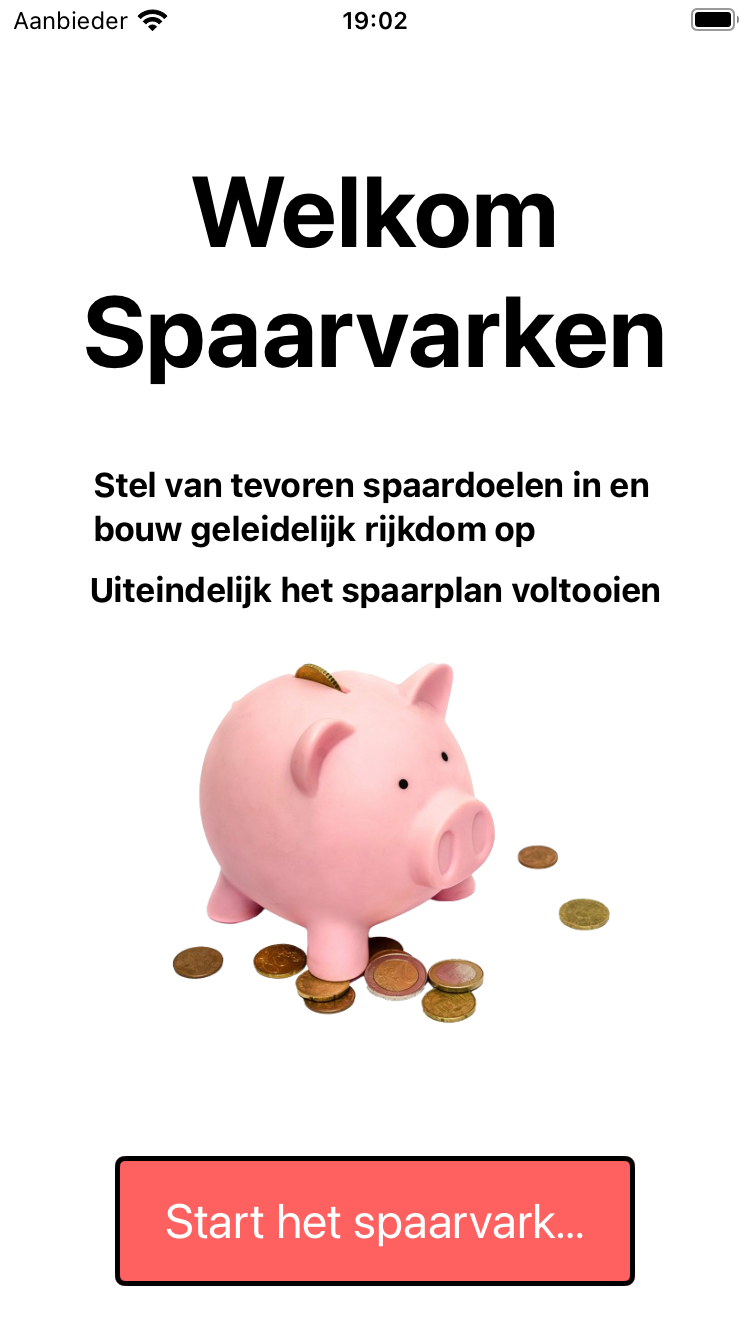 Aanbieder 19:02
Welkom
Spaarvarken
Stel van tevoren spaardoelen in en
bouw geleidelijk rijkdom op
Uiteindelijk het spaarplan voltooien
Start het spaarvark...